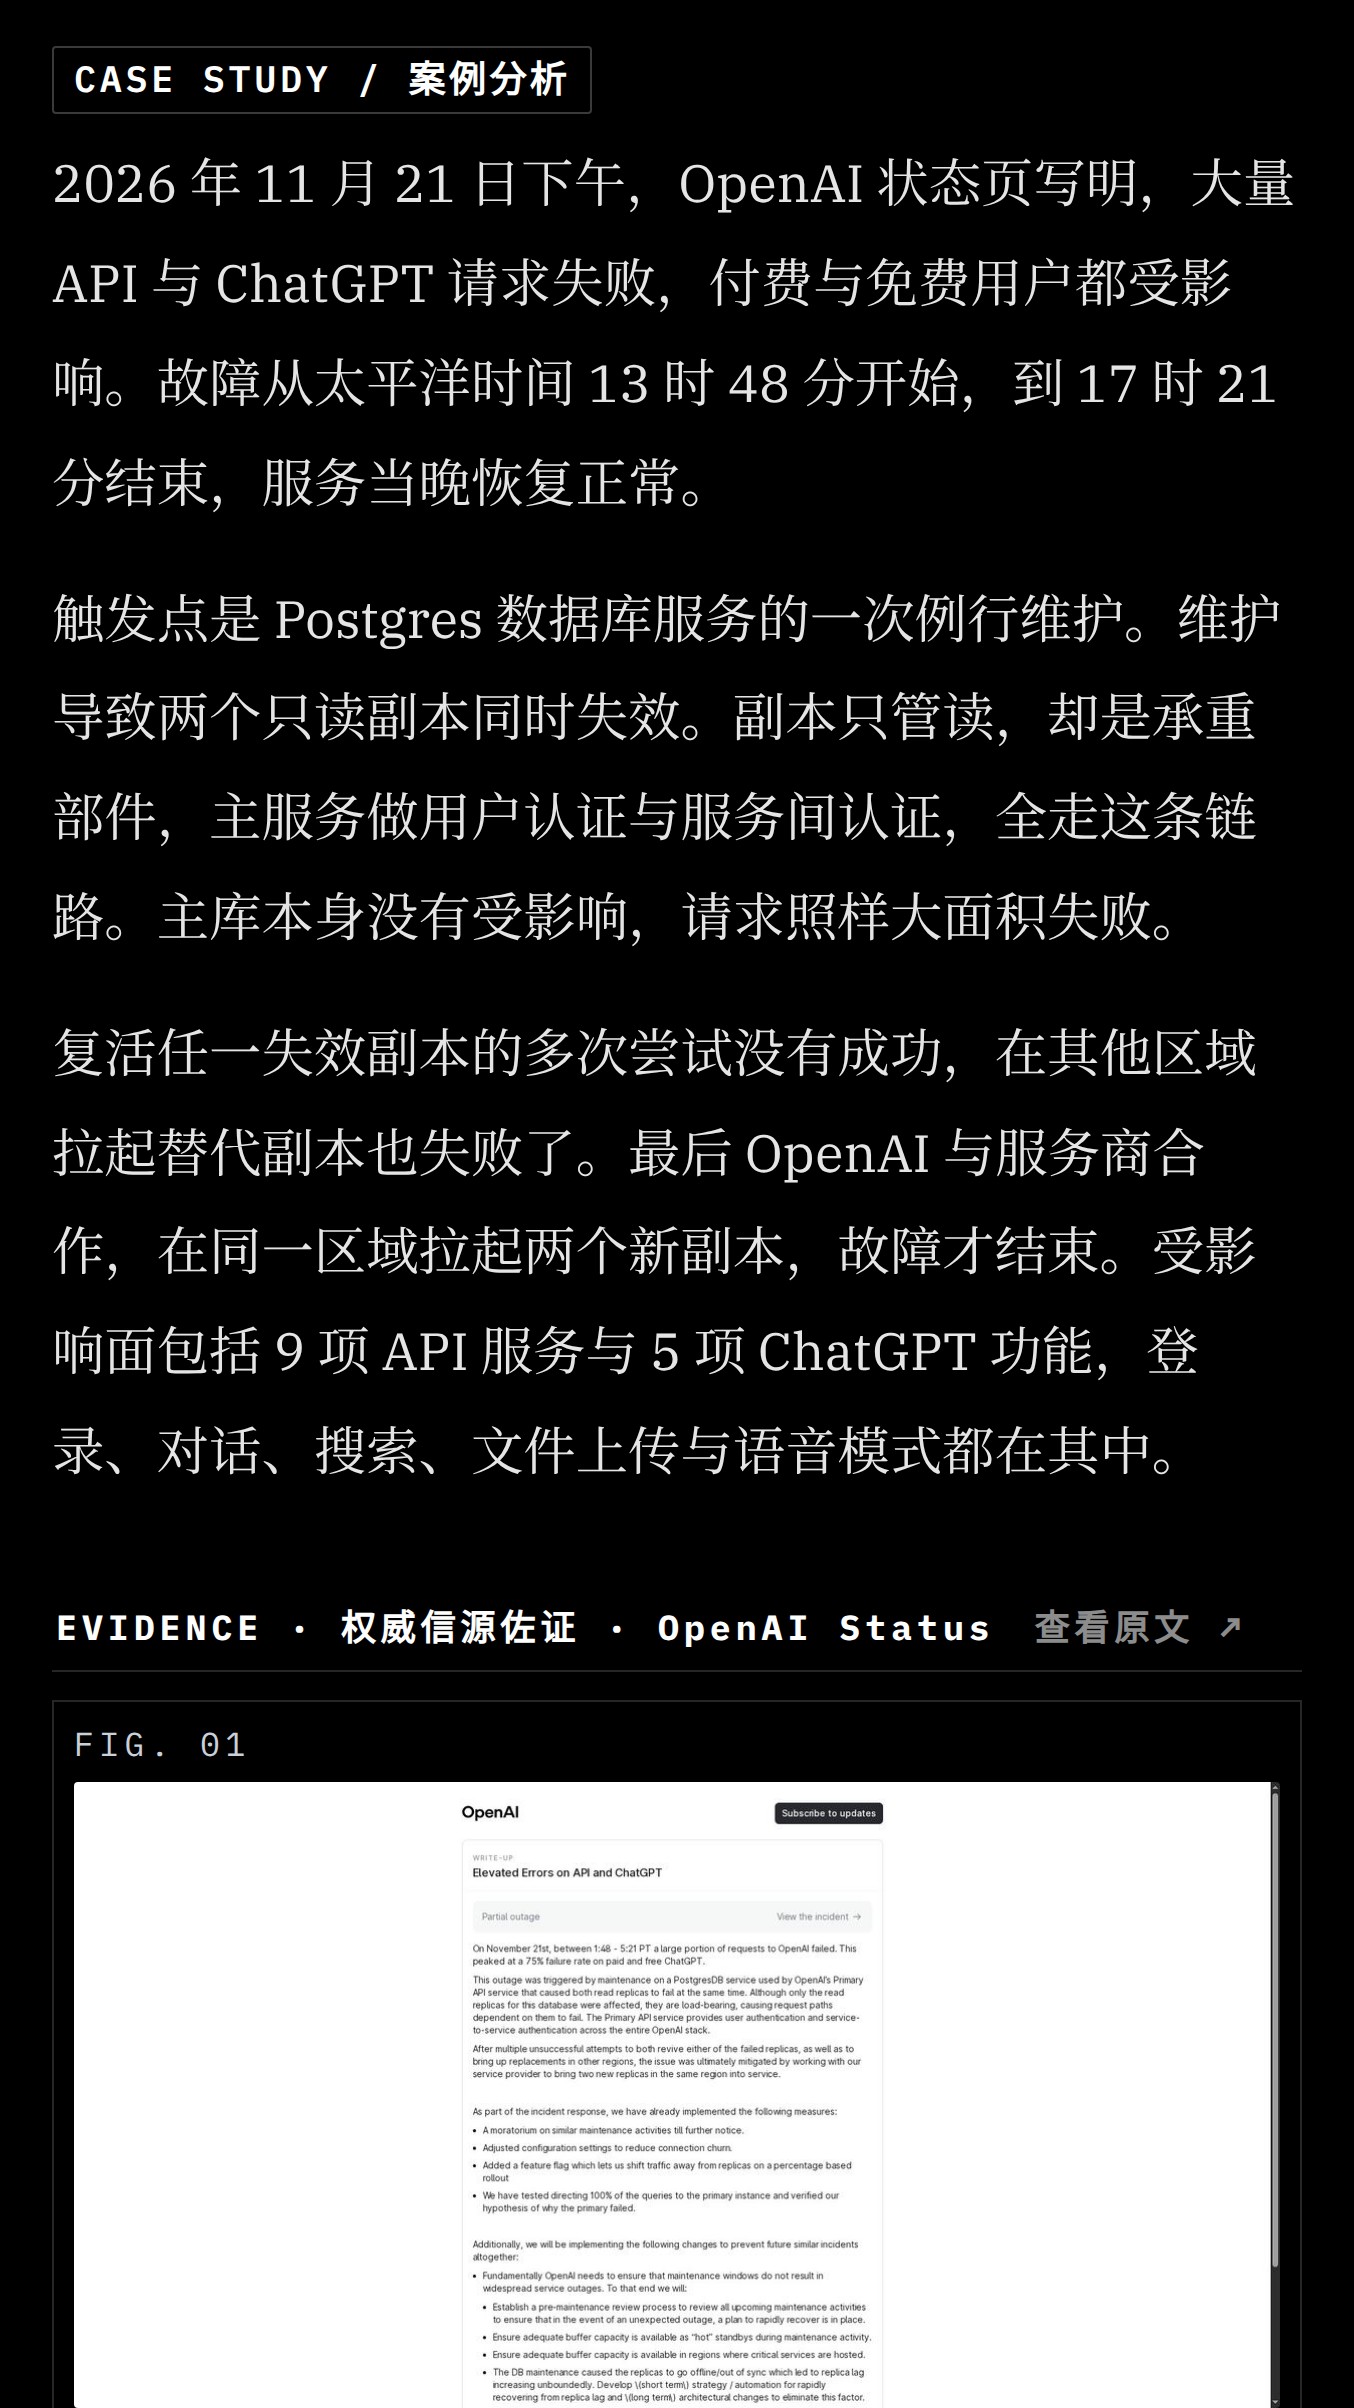 CASE STUDY / 案例分析
2026 年 11 月 21 日下午，OpenAI 状态页写明，大量
API 与 ChatGPT 请求失败，付费与免费用户都受影
响。故障从太平洋时间 13 时 48 分开始，到 17 时 21
分结束，服务当晚恢复正常。
触发点是 Postgres 数据库服务的一次例行维护。维护
导致两个只读副本同时失效。副本只管读，却是承重
部件，主服务做用户认证与服务间认证，全走这条链
路。主库本身没有受影响，请求照样大面积失败。
复活任一失效副本的多次尝试没有成功，在其他区域
拉起替代副本也失败了。最后 OpenAI 与服务商合
作，在同一区域拉起两个新副本，故障才结束。受影
响面包括 9 项 API 服务与 5 项 ChatGPT 功能，登
录、对话、搜索、文件上传与语音模式都在其中。
EVIDENCE · 权威信源佐证 · OpenAI Status 查看原文 ↗
FIG. 01
OpenAI
Subscribe to updates
WRITE-UP
Elevated Errors on API and ChatGPT
Partial outage
View the incident →
On November 21st, between 1:48 - 5:21 PT a large portion of requests to OpenAI failed. This
peaked at a 75% failure rate on paid and free ChatGPT.
This outage was triggered by maintenance on a PostgresDB service used by OpenAI's Primary
API service that caused both read replicas to fail at the same time. Although only the read
replicas for this database were affected, they are load-bearing, causing request paths
dependent on them to fail. The Primary API service provides user authentication and service-
to-service authentication across the entire OpenAI stack.
After multiple unsuccessful attempts to both revive either of the failed replicas, as well as to
bring up replacements in other regions, the issue was ultimately mitigated by working with our
service provider to bring two new replicas in the same region into service.
As part of the incident response, we have already implemented the following measures:
• A moratorium on similar maintenance activities till further notice.
• Adjusted configuration settings to reduce connection churn.
• Added a feature flag which lets us shift traffic away from replicas on a percentage based
rollout
• We have tested directing 100% of the queries to the primary instance and verified our
hypothesis of why the primary failed.
Additionally, we will be implementing the following changes to prevent future similar incidents
altogether:
• Fundamentally OpenAI needs to ensure that maintenance windows do not result in
widespread service outages. To that end we will:
• Establish a pre-maintenance review process to review all upcoming maintenance activities
to ensure that in the event of an unexpected outage, a plan to rapidly recover is in place.
• Ensure adequate buffer capacity is available as "hot" standbys during maintenance activity.
• Ensure adequate buffer capacity is available in regions where critical services are hosted.
• The DB maintenance caused the replicas to go offline/out of sync which led to replica lag
increasing unboundedly. Develop \(short term\) strategy / automation for rapidly
recovering from replica lag and \(long term\) architectural changes to eliminate this factor.